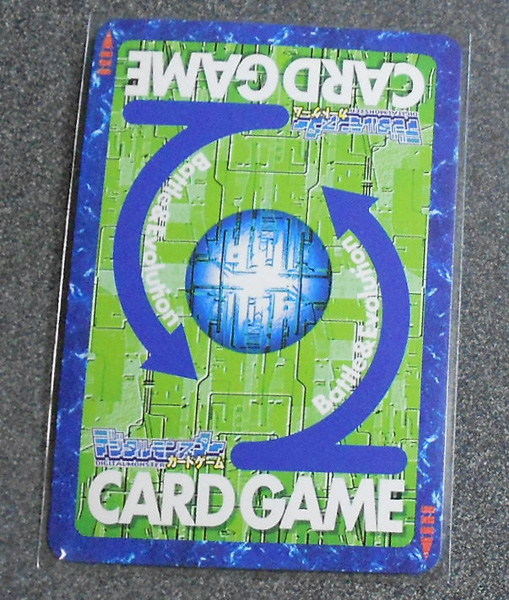 CARD GAME
デジタルモンスター
DIGITALMONSTER
カードゲーム
Battle&Evolution
Battle&Evolution
デジタルモンスター
DIGITALMONSTER
カードゲーム
CARD GAME